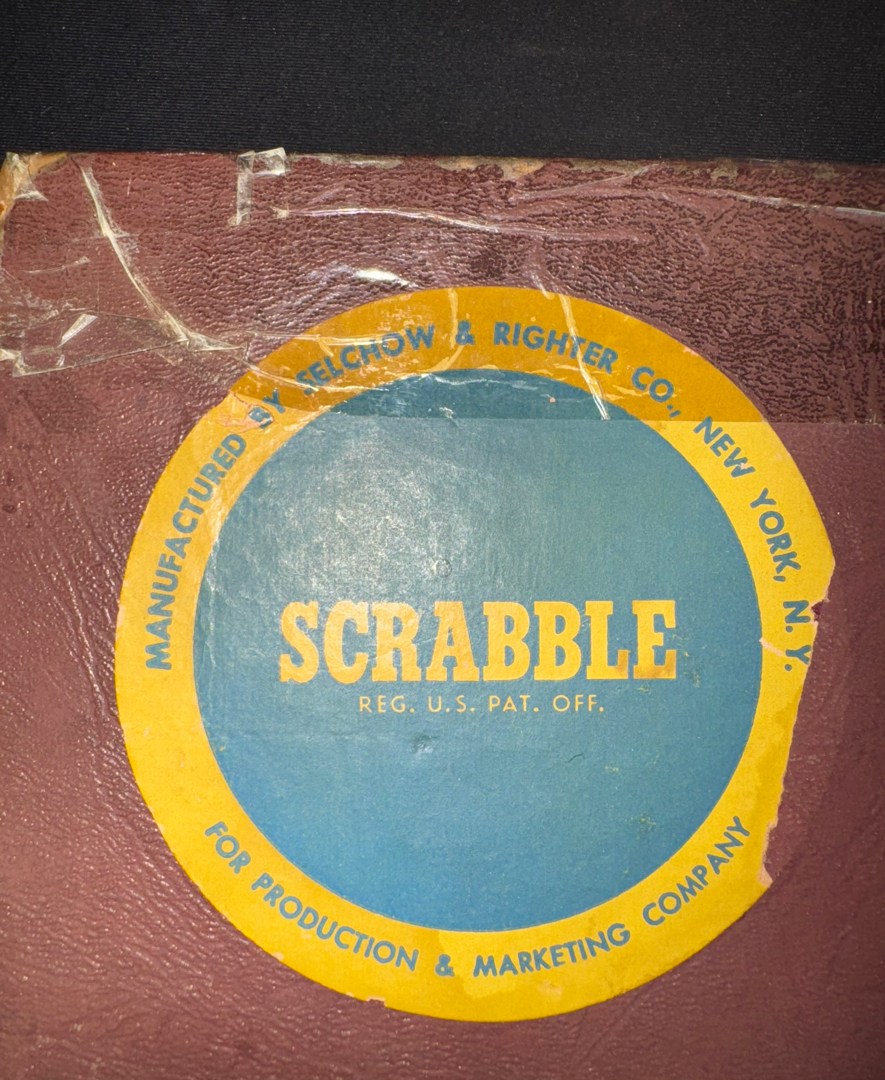 MANUFACTURED BY SELCHOW & RIGHTER CO., NEW YORK, N.Y.
SCRABBLE
REG. U.S. PAT. OFF.
FOR PRODUCTION & MARKETING COMPANY